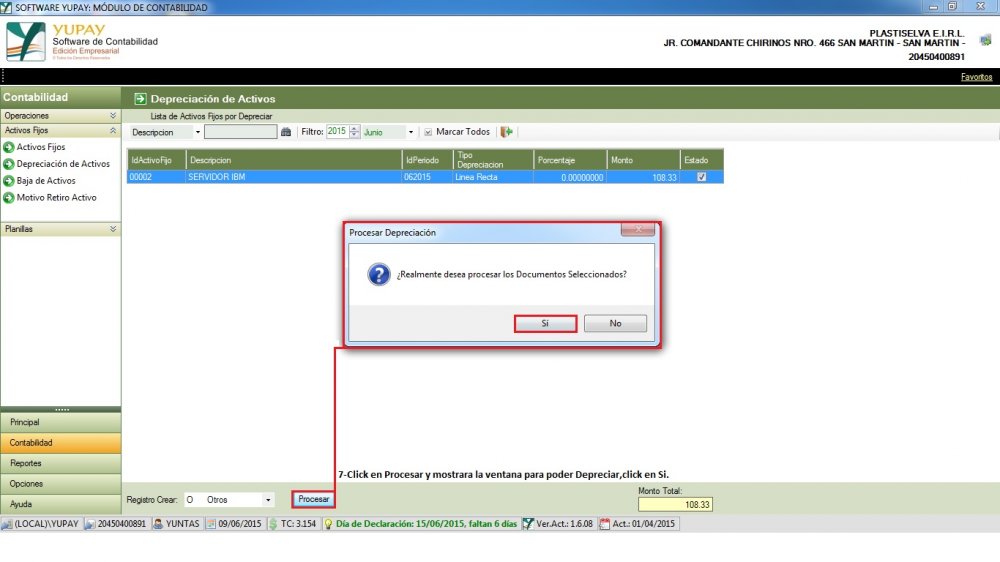 SOFTWARE YUPAY: MÓDULO DE CONTABILIDAD
YUPAY
Software de Contabilidad
Edición Empresarial
© Todos los Derechos Reservados
PLASTISELVA E.I.R.L.
JR. COMANDANTE CHIRINOS NRO. 466 SAN MARTIN - SAN MARTIN -
20450400891
Favoritos
Contabilidad
Operaciones
Activos Fijos
Activos Fijos
Depreciación de Activos
Baja de Activos
Motivo Retiro Activo
Planillas
Principal
Contabilidad
Reportes
Opciones
Ayuda
Depreciación de Activos
Lista de Activos Fijos por Depreciar
Descripcion Filtro: 2015 Junio Marcar Todos
IdActivoFijo Descripcion IdPeriodo Tipo Depreciacion Porcentaje Monto Estado
00002 SERVIDOR IBM 062015 Linea Recta 0.00000000 108.33
Procesar Depreciación
¿Realmente desea procesar los Documentos Seleccionados?
Sí No
7-Click en Procesar y mostrara la ventana para poder Depreciar,click en Si.
Registro Crear: O Otros Procesar
Monto Total:
108.33
(LOCAL)\YUPAY 20450400891 YUNTAS 09/06/2015 TC: 3.154 Día de Declaración: 15/06/2015, faltan 6 días Ver.Act.: 1.6.08 Act.: 01/04/2015